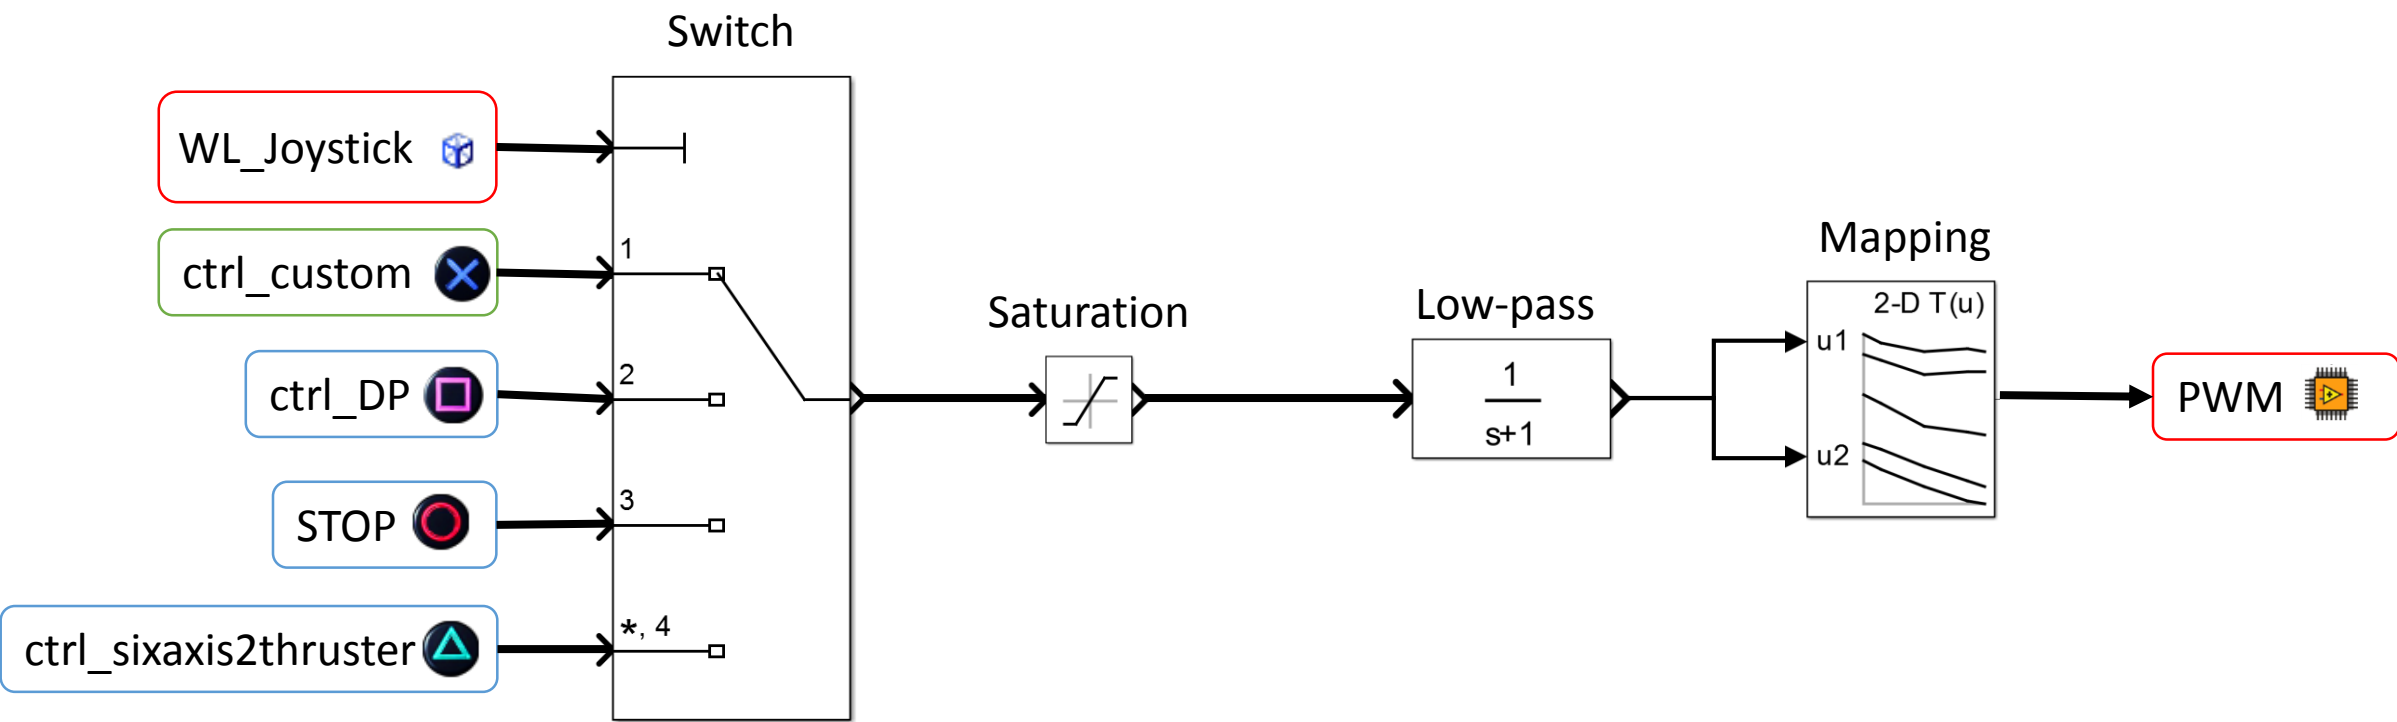 Switch
WL_Joystick
ctrl_custom
1
ctrl_DP
2
STOP
3
ctrl_sixaxis2thruster
*, 4
Saturation
Low-pass
1
s+1
Mapping
2-D T(u)
u1
u2
PWM